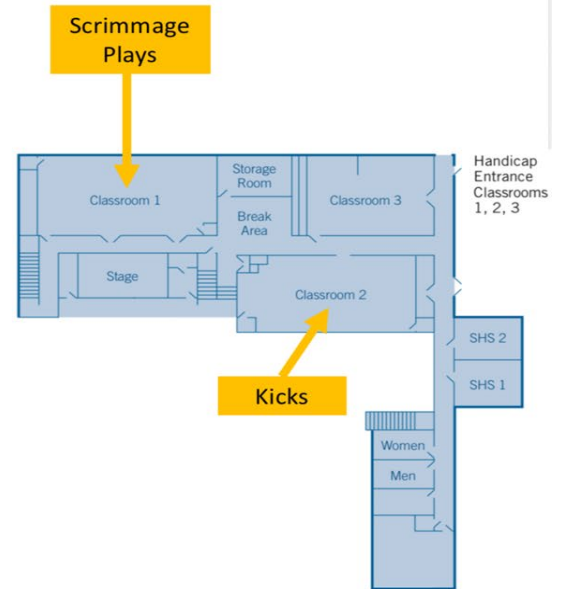 Scrimmage
Plays
Handicap
Entrance
Classrooms
1, 2, 3
Storage
Room
Classroom 1
Classroom 3
Break
Area
Stage
Classroom 2
SHS 2
SHS 1
Kicks
Women
Men